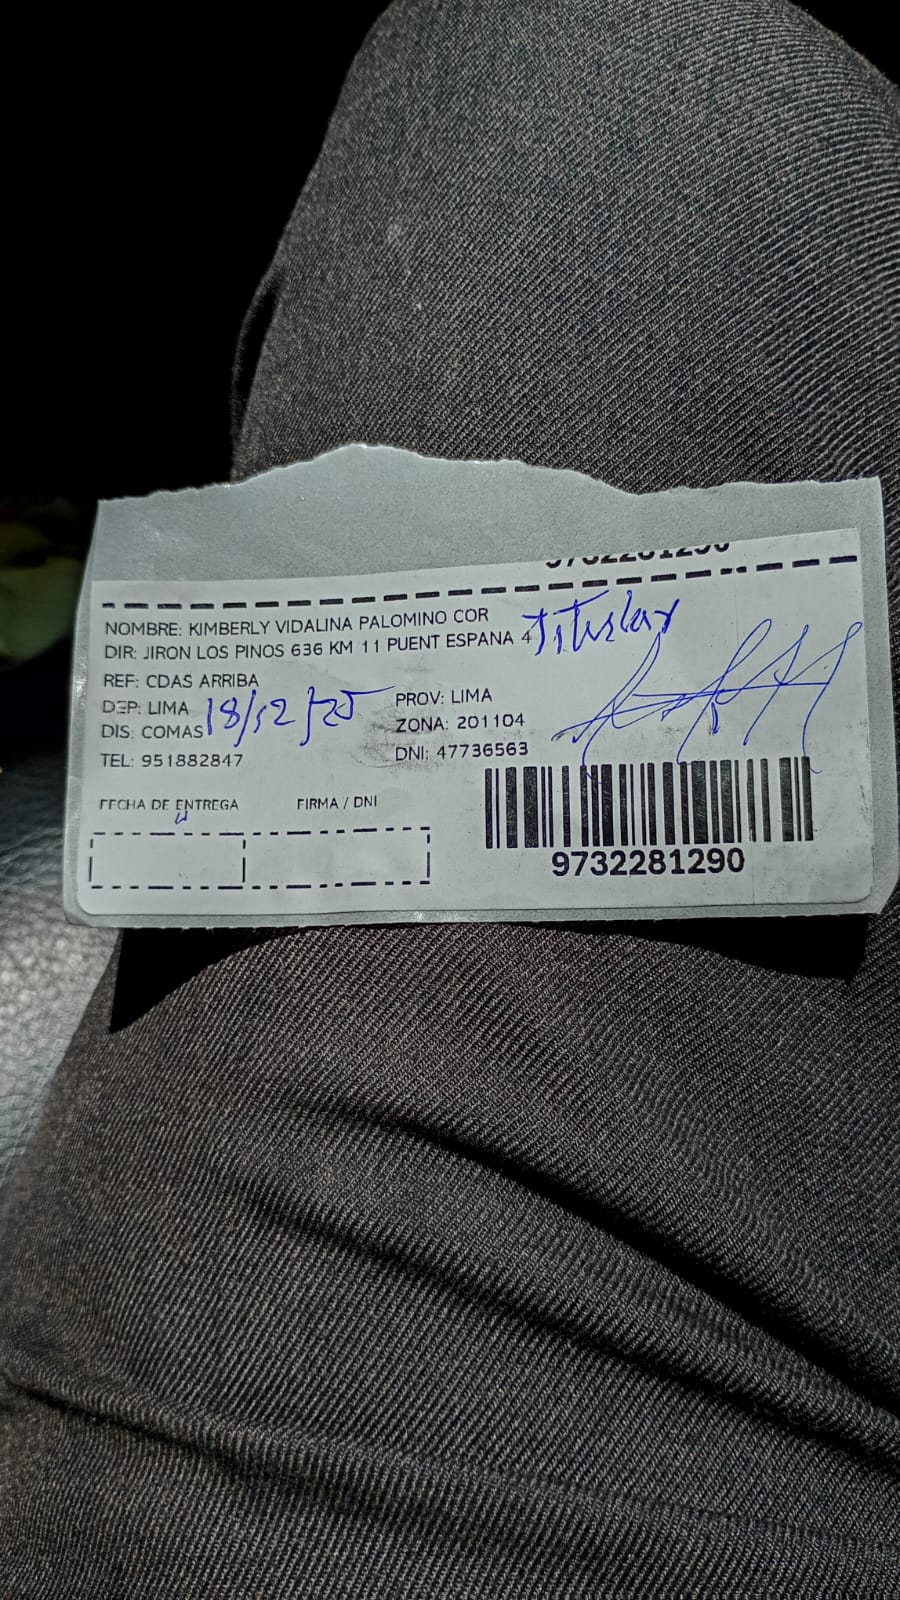 9732281290
NOMBRE: KIMBERLY VIDALINA PALOMINO COR
Titular
DIR: JIRON LOS PINOS 636 KM 11 PUENT ESPANA 4
REF: CDAS ARRIBA
DEP: LIMA
PROV: LIMA
18/12/25
DIS: COMAS
ZONA: 201104
TEL: 951882847
DNI: 47736563
FECHA DE ENTREGA
FIRMA / DNI
9732281290